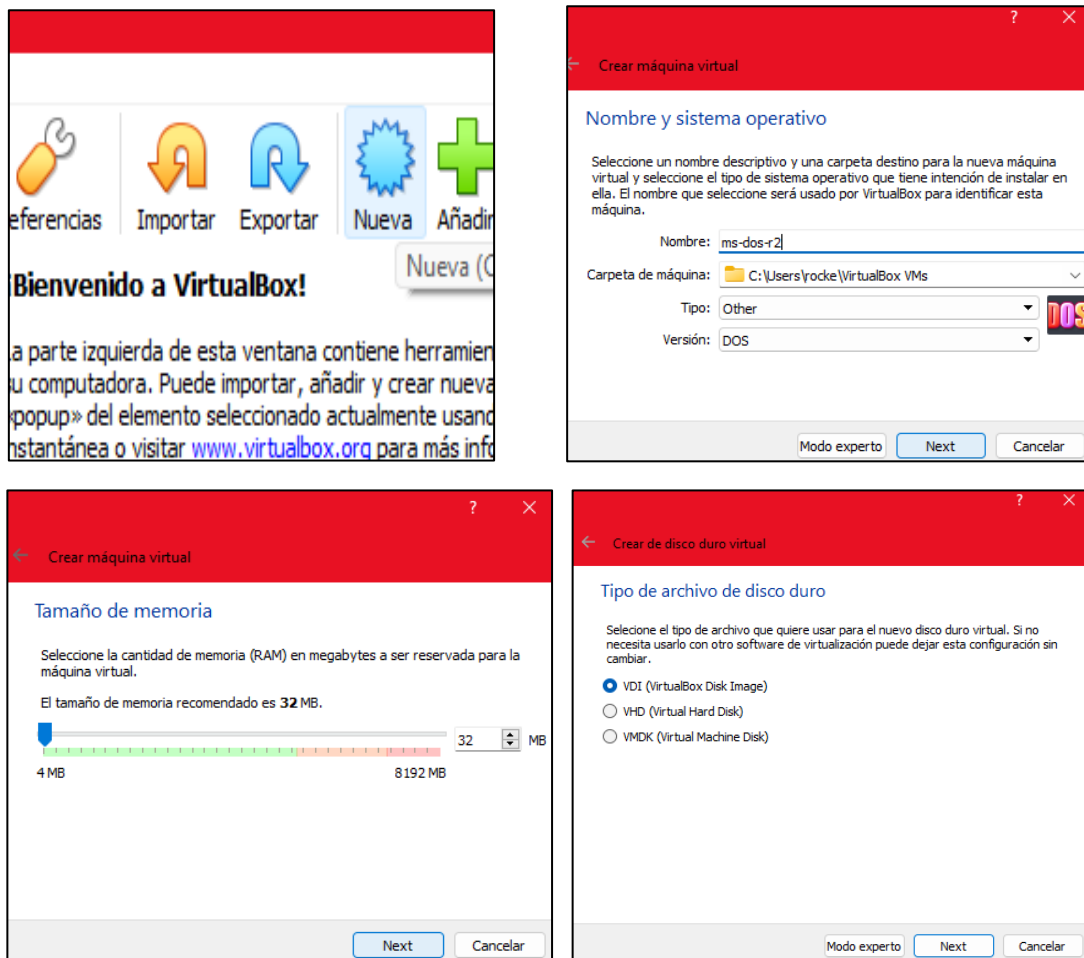 eferencias Importar Exportar Nueva Añadir
Nueva (C
¡Bienvenido a VirtualBox!
a parte izquierda de esta ventana contiene herramien
su computadora. Puede importar, añadir y crear nueva
«popup» del elemento seleccionado actualmente usand
nstantánea o visitar www.virtualbox.org para más info
?
Crear máquina virtual
Nombre y sistema operativo
Seleccione un nombre descriptivo y una carpeta destino para la nueva máquina
virtual y seleccione el tipo de sistema operativo que tiene intención de instalar en
ella. El nombre que seleccione será usado por VirtualBox para identificar esta
máquina.
Nombre: ms-dos-r2
Carpeta de máquina: C:\Users\rocke\VirtualBox VMs
Tipo: Other
DOS
Versión: DOS
Modo experto Next Cancelar
?
Crear máquina virtual
Tamaño de memoria
Seleccione la cantidad de memoria (RAM) en megabytes a ser reservada para la
máquina virtual.
El tamaño de memoria recomendado es 32 MB.
32 MB
4 MB 8192 MB
Next Cancelar
?
Crear de disco duro virtual
Tipo de archivo de disco duro
Selecione el tipo de archivo que quiere usar para el nuevo disco duro virtual. Si no
necesita usarlo con otro software de virtualización puede dejar esta configuración sin
cambiar.
VDI (VirtualBox Disk Image)
VHD (Virtual Hard Disk)
VMDK (Virtual Machine Disk)
Modo experto Next Cancelar